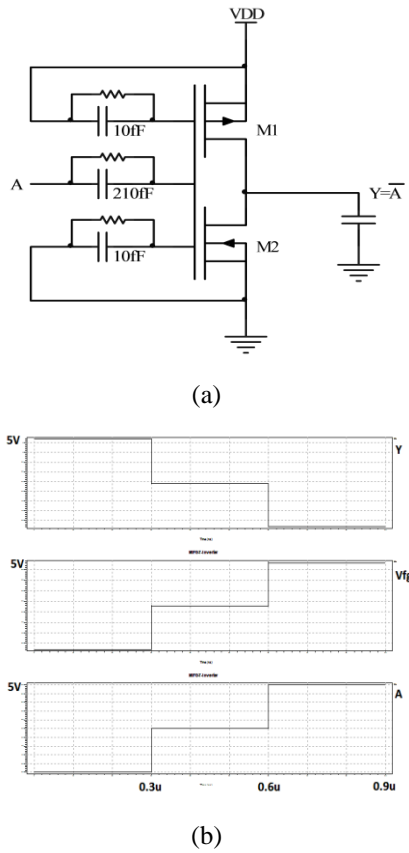 VDD
10fF
M1
A
210fF
Y=A̅
10fF
M2
(a)
5V
Y
5V
Vfg
5V
A
0.3u
0.6u
0.9u
(b)